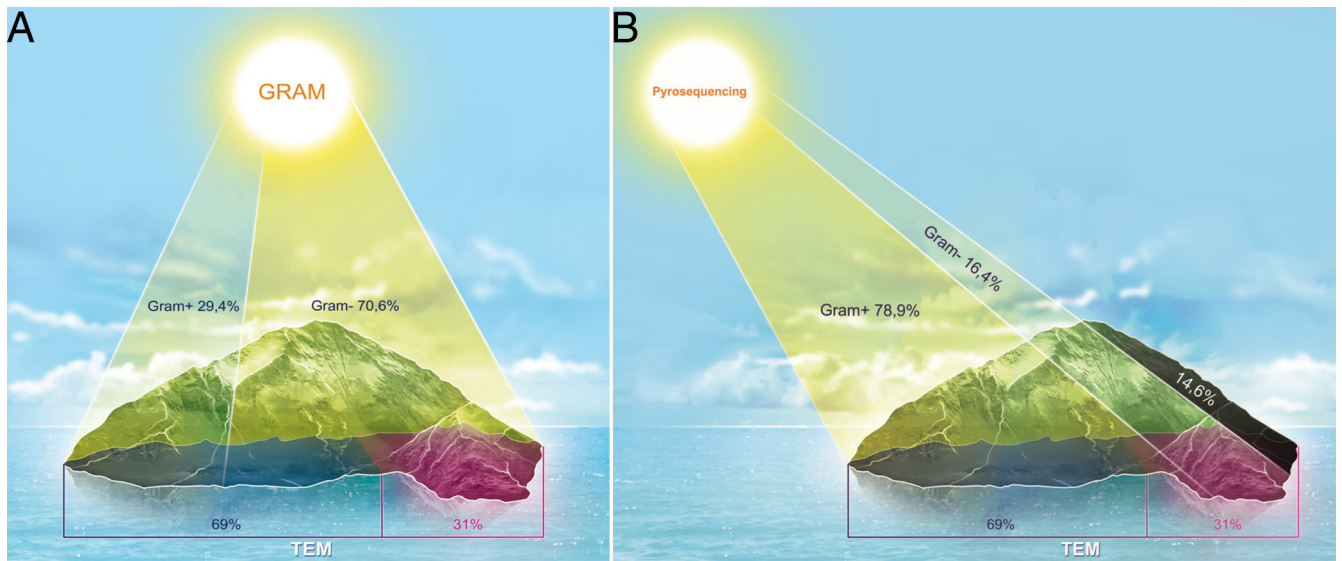 A
GRAM
Gram+ 29,4%
Gram- 70,6%
69%
31%
TEM
B
Pyrosequencing
Gram- 16,4%
Gram+ 78,9%
14,6%
69%
31%
TEM